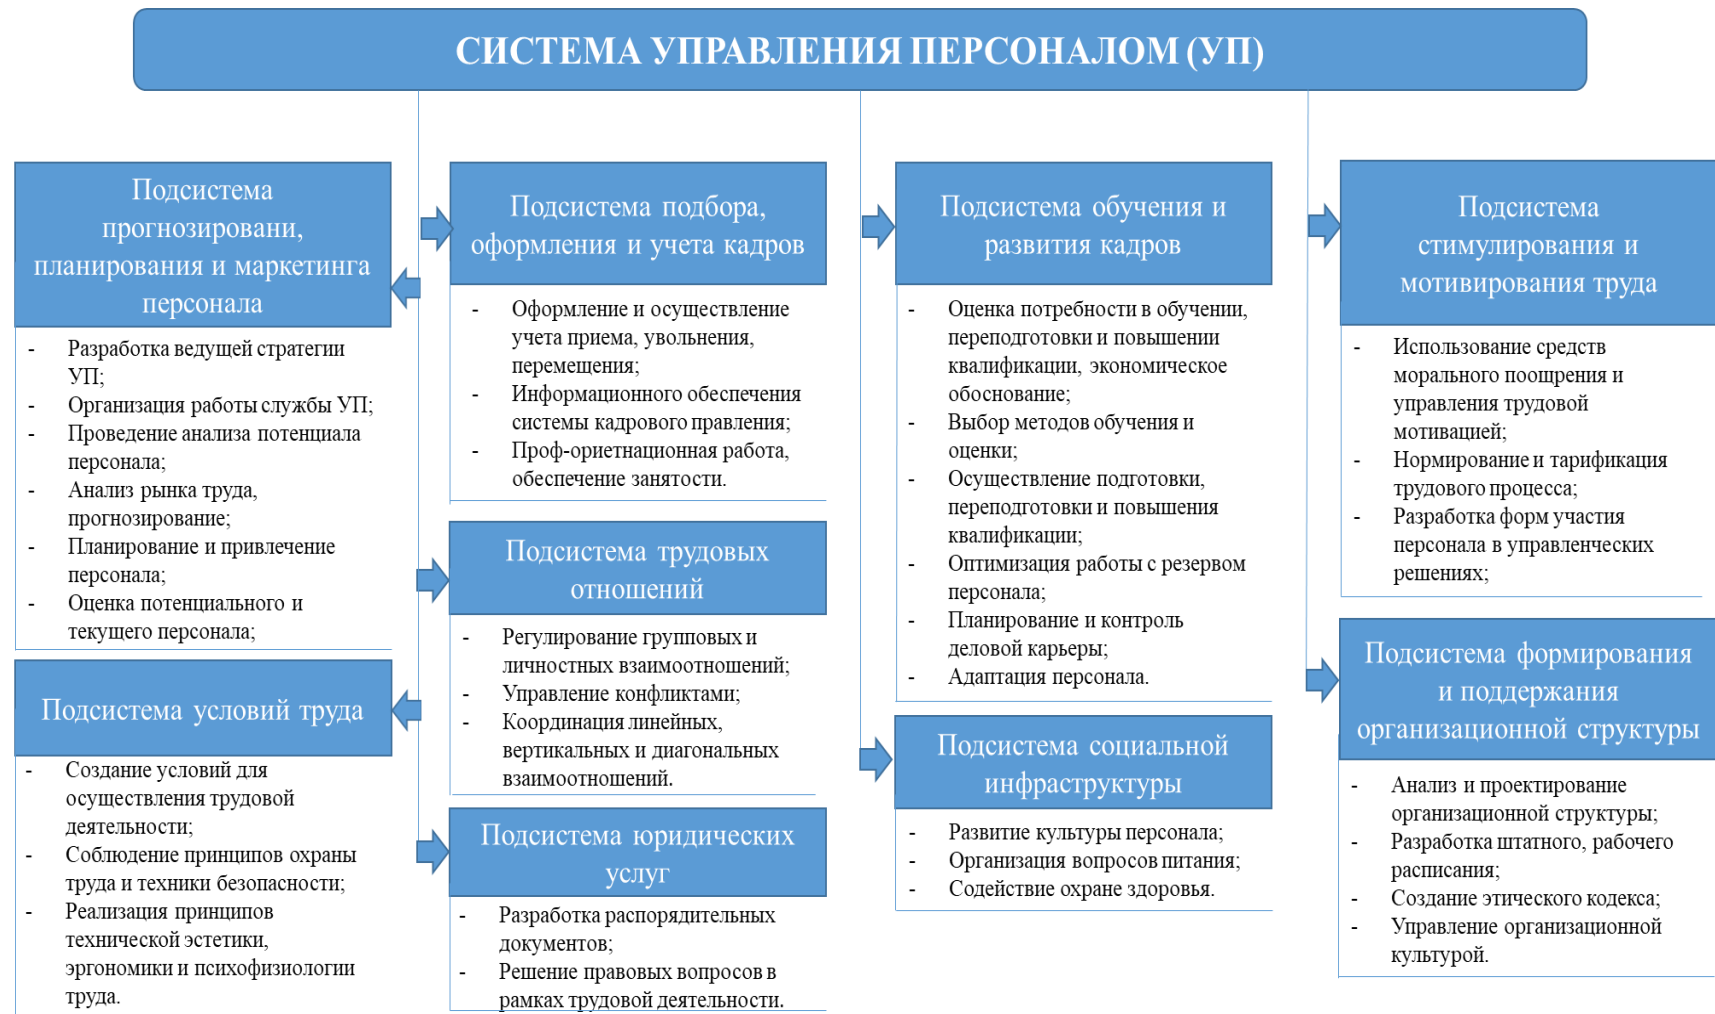 СИСТЕМА УПРАВЛЕНИЯ ПЕРСОНАЛОМ (УП)
Подсистема
прогнозировани,
планирования и маркетинга
персонала
- Разработка ведущей стратегии
УП;
- Организация работы службы УП;
- Проведение анализа потенциала
персонала;
- Анализ рынка труда,
прогнозирование;
- Планирование и привлечение
персонала;
- Оценка потенциального и
текущего персонала;
Подсистема условий труда
- Создание условий для
осуществления трудовой
деятельности;
- Соблюдение принципов охраны
труда и техники безопасности;
- Реализация принципов
технической эстетики,
эргономики и психофизиологии
труда.
Подсистема подбора,
оформления и учета кадров
- Оформление и осуществление
учета приема, увольнения,
перемещения;
- Информационного обеспечения
системы кадрового правления;
- Проф-ориетнационная работа,
обеспечение занятости.
Подсистема трудовых
отношений
- Регулирование групповых и
личностных взаимоотношений;
- Управление конфликтами;
- Координация линейных,
вертикальных и диагональных
взаимоотношений.
Подсистема юридических
услуг
- Разработка распорядительных
документов;
- Решение правовых вопросов в
рамках трудовой деятельности.
Подсистема обучения и
развития кадров
- Оценка потребности в обучении,
переподготовки и повышении
квалификации, экономическое
обоснование;
- Выбор методов обучения и
оценки;
- Осуществление подготовки,
переподготовки и повышения
квалификации;
- Оптимизация работы с резервом
персонала;
- Планирование и контроль
деловой карьеры;
- Адаптация персонала.
Подсистема социальной
инфраструктуры
- Развитие культуры персонала;
- Организация вопросов питания;
- Содействие охране здоровья.
Подсистема
стимулирования и
мотивирования труда
- Использование средств
морального поощрения и
управления трудовой
мотивацией;
- Нормирование и тарификация
трудового процесса;
- Разработка форм участия
персонала в управленческих
решениях;
Подсистема формирования
и поддержания
организационной структуры
- Анализ и проектирование
организационной структуры;
- Разработка штатного, рабочего
расписания;
- Создание этического кодекса;
- Управление организационной
культурой.